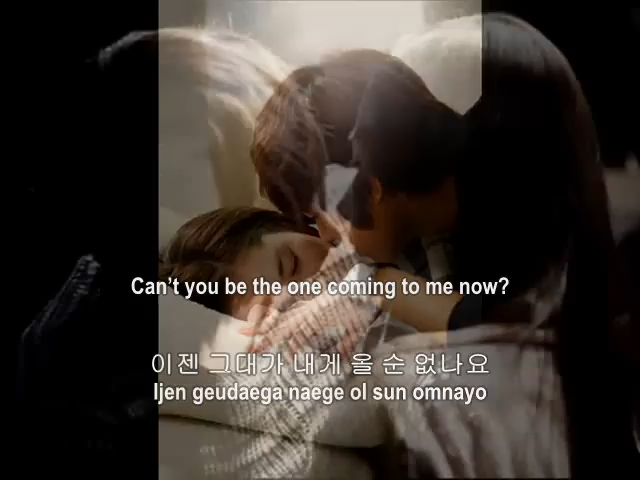 Can't you be the one coming to me now?
이젠 그대가 내게 올 순 없나요
Ijen geudaega naege ol sun omnayo